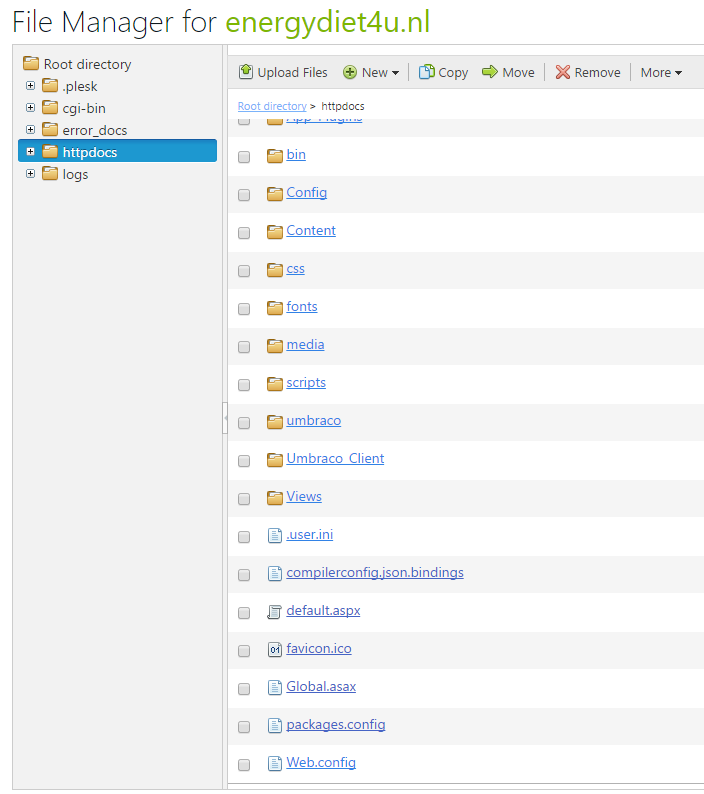 File Manager for energydiet4u.nl
Root directory
.plesk
cgi-bin
error_docs
httpdocs
logs
Upload Files New Copy Move Remove More
Root directory > httpdocs
App_Plugins
bin
Config
Content
css
fonts
media
scripts
umbraco
Umbraco_Client
Views
.user.ini
compilerconfig.json.bindings
default.aspx
favicon.ico
Global.asax
packages.config
Web.config